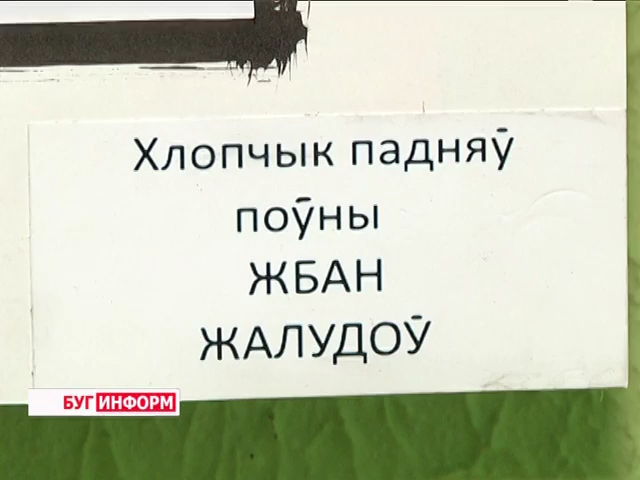 Хлопчык падняў
поўны
ЖБАН
ЖАЛУДОЎ
БУГИНФОРМ